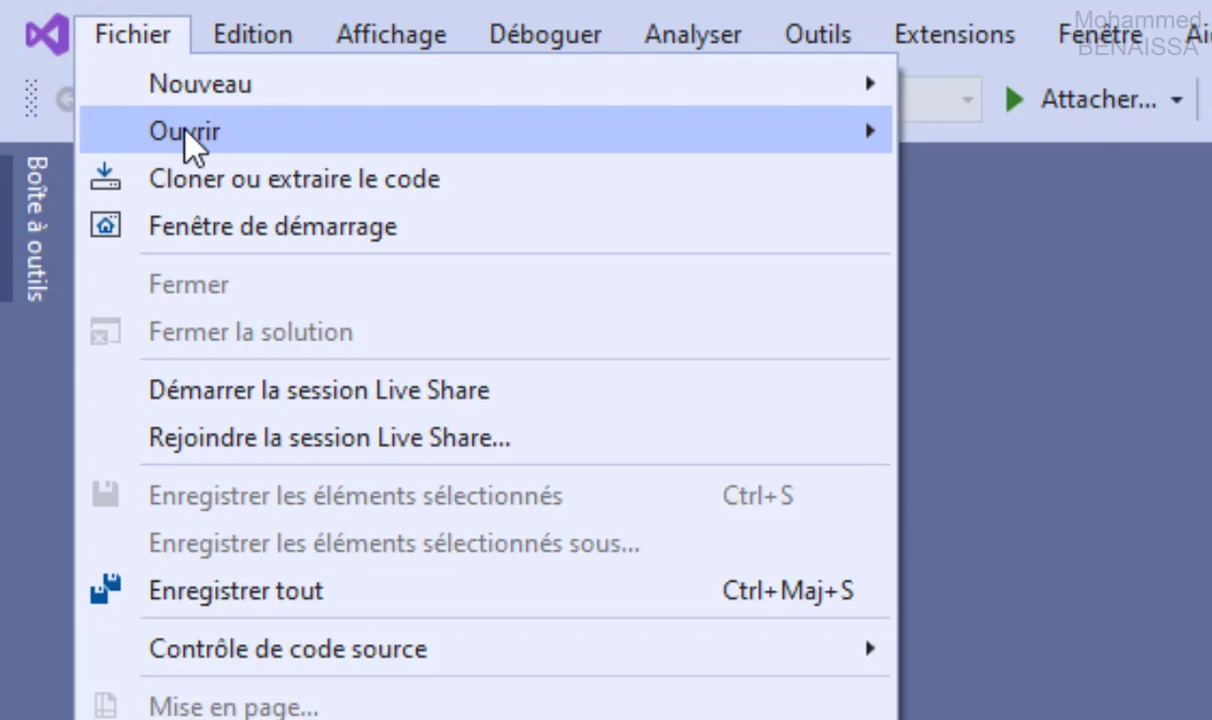 Fichier Edition Affichage Déboguer Analyser Outils Extensions Fenêtre
Mohammed
BENAISSA
Attacher...
Boîte à outils
Nouveau
Ouvrir
Cloner ou extraire le code
Fenêtre de démarrage
Fermer
Fermer la solution
Démarrer la session Live Share
Rejoindre la session Live Share...
Enregistrer les éléments sélectionnés Ctrl+S
Enregistrer les éléments sélectionnés sous...
Enregistrer tout Ctrl+Maj+S
Contrôle de code source
Mise en page...